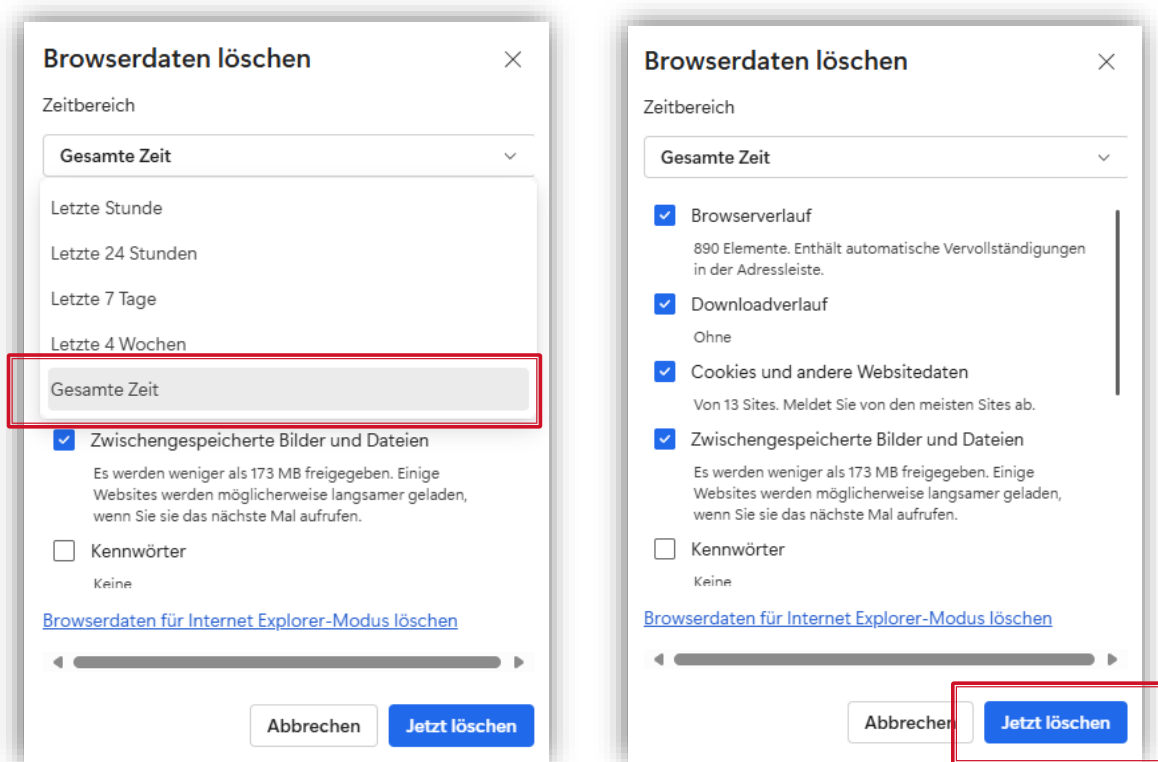 Browserdaten löschen
Zeitbereich
Gesamte Zeit
Letzte Stunde
Letzte 24 Stunden
Letzte 7 Tage
Letzte 4 Wochen
Gesamte Zeit
Zwischengespeicherte Bilder und Dateien
Es werden weniger als 173 MB freigegeben. Einige
Websites werden möglicherweise langsamer geladen,
wenn Sie sie das nächste Mal aufrufen.
Kennwörter
Keine
Browserdaten für Internet Explorer-Modus löschen
Abbrechen
Jetzt löschen
Browserdaten löschen
Zeitbereich
Gesamte Zeit
Browserverlauf
890 Elemente. Enthält automatische Vervollständigungen
in der Adressleiste.
Downloadverlauf
Ohne
Cookies und andere Websitedaten
Von 13 Sites. Meldet Sie von den meisten Sites ab.
Zwischengespeicherte Bilder und Dateien
Es werden weniger als 173 MB freigegeben. Einige
Websites werden möglicherweise langsamer geladen,
wenn Sie sie das nächste Mal aufrufen.
Kennwörter
Keine
Browserdaten für Internet Explorer-Modus löschen
Abbrechen
Jetzt löschen